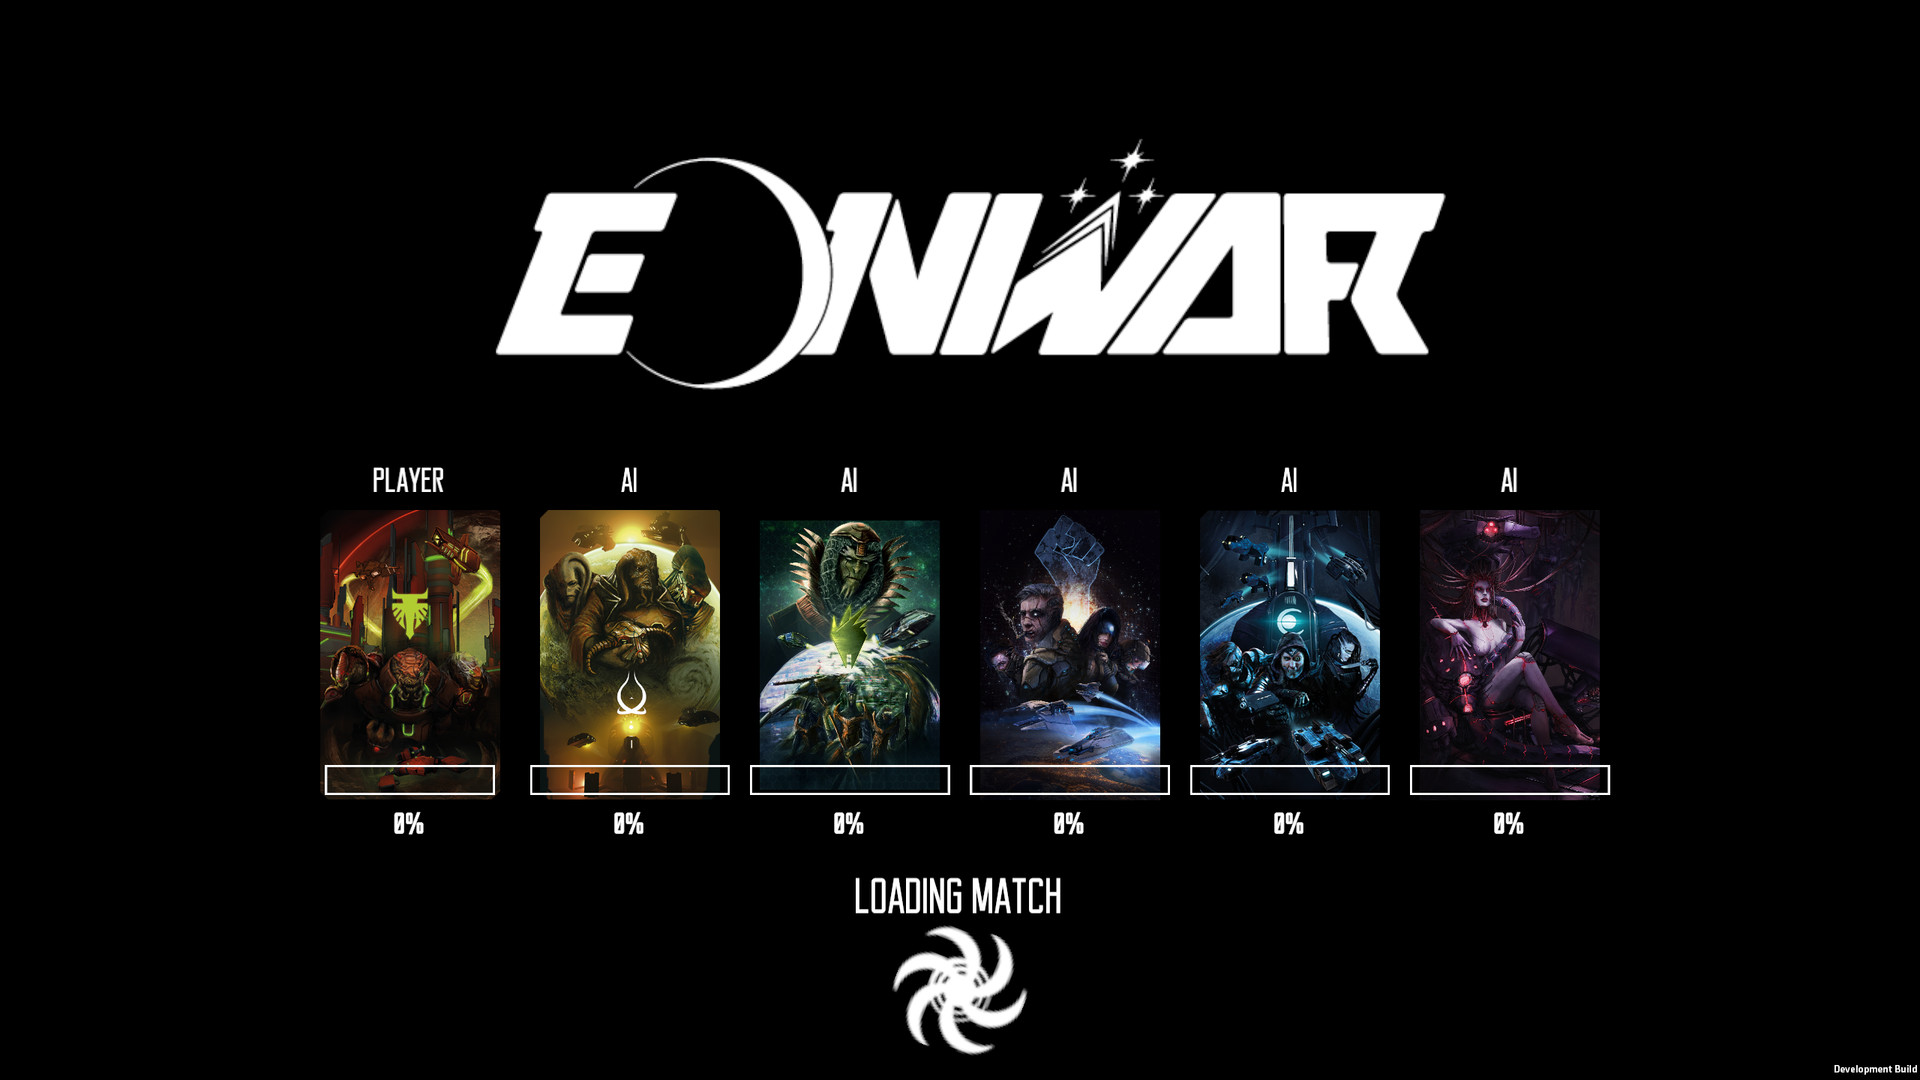 EONWAR
PLAYER AI AI AI AI AI
0% 0% 0% 0% 0% 0%
LOADING MATCH
Development Build